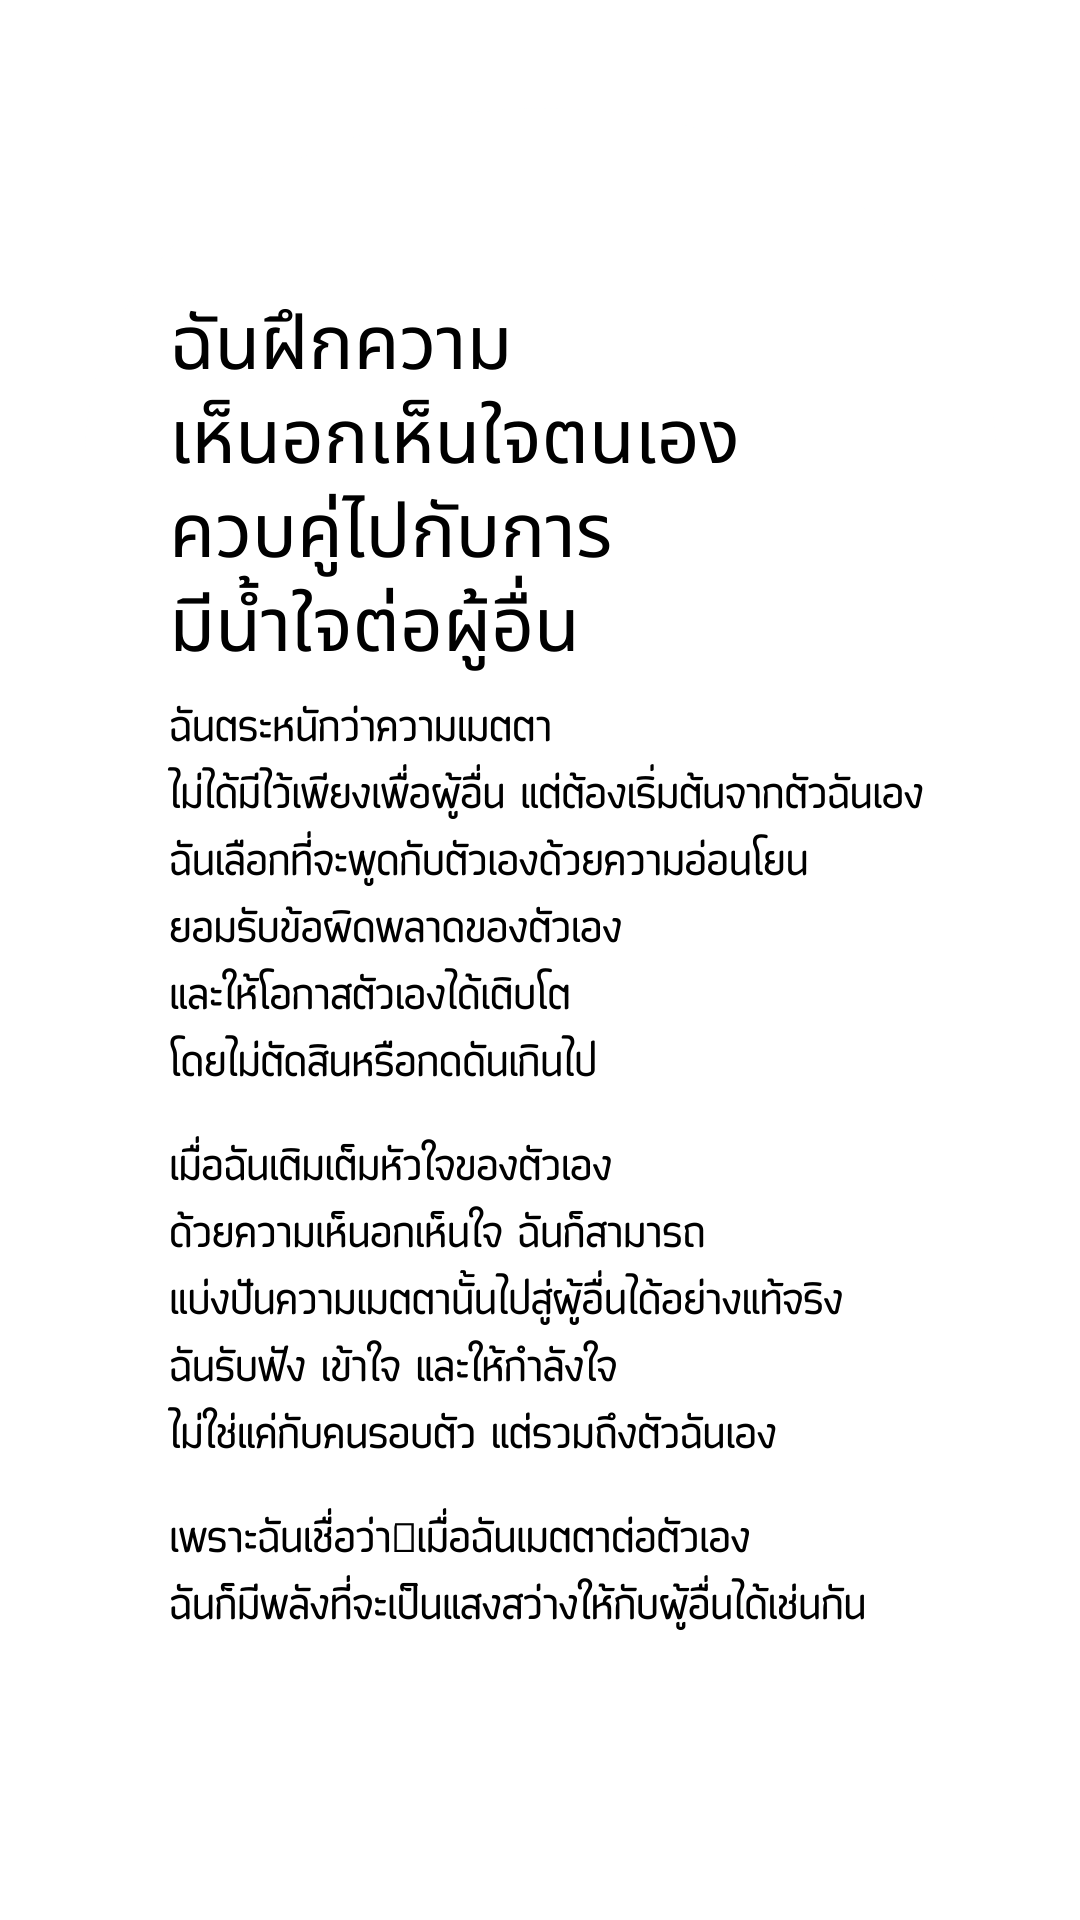 ฉันฝึกความ
เห็นอกเห็นใจตนเอง
ควบคู่ไปกับการ
มีน้ำใจต่อผู้อื่น
ฉันตระหนักว่าความเมตตา
ไม่ได้มีไว้เพียงเพื่อผู้อื่น แต่ต้องเริ่มต้นจากตัวฉันเอง
ฉันเลือกที่จะพูดกับตัวเองด้วยความอ่อนโยน
ยอมรับข้อผิดพลาดของตัวเอง
และให้โอกาสตัวเองได้เติบโต
โดยไม่ตัดสินหรือกดดันเกินไป
เมื่อฉันเติมเต็มหัวใจของตัวเอง
ด้วยความเห็นอกเห็นใจ ฉันก็สามารถ
แบ่งปันความเมตตานั้นไปสู่ผู้อื่นได้อย่างแท้จริง
ฉันรับฟัง เข้าใจ และให้กำลังใจ
ไม่ใช่แค่กับคนรอบตัว แต่รวมถึงตัวฉันเอง
เพราะฉันเชื่อว่า□เมื่อฉันเมตตาต่อตัวเอง
ฉันก็มีพลังที่จะเป็นแสงสว่างให้กับผู้อื่นได้เช่นกัน